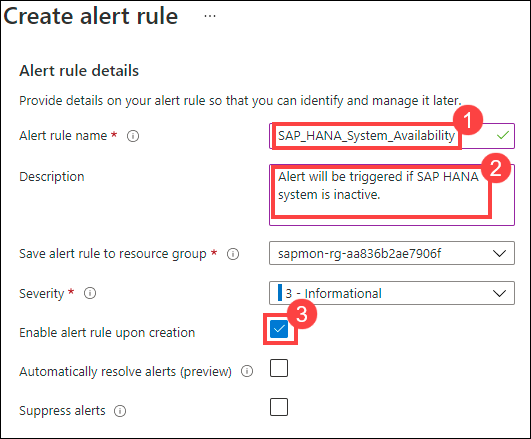 Create alert rule ...
Alert rule details
Provide details on your alert rule so that you can identify and manage it later.
Alert rule name * SAP_HANA_System_Availability 1
Description Alert will be triggered if SAP HANA 2
system is inactive.
Save alert rule to resource group * sapmon-rg-aa836b2ae7906f
Severity * 3 - Informational
Enable alert rule upon creation 3
Automatically resolve alerts (preview)
Suppress alerts